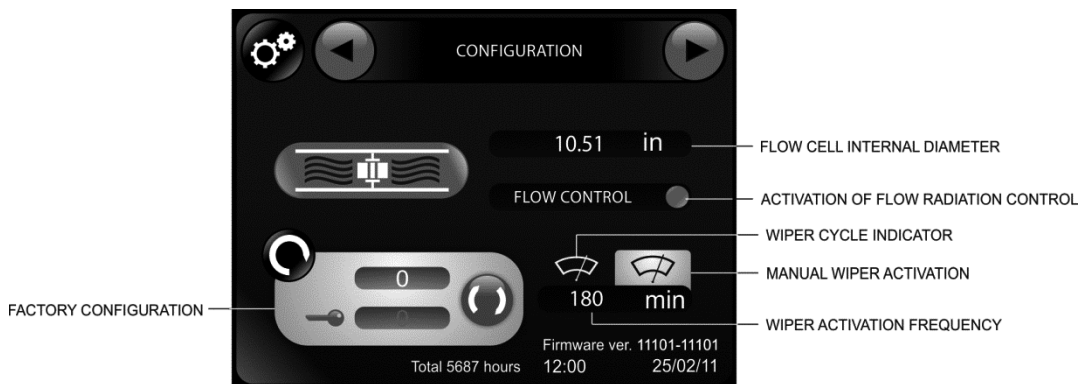 CONFIGURATION
10.51 in
FLOW CELL INTERNAL DIAMETER
FLOW CONTROL
ACTIVATION OF FLOW RADIATION CONTROL
WIPER CYCLE INDICATOR
MANUAL WIPER ACTIVATION
0
180 min
FACTORY CONFIGURATION
0
WIPER ACTIVATION FREQUENCY
Firmware ver. 11101-11101
Total 5687 hours 12:00 25/02/11